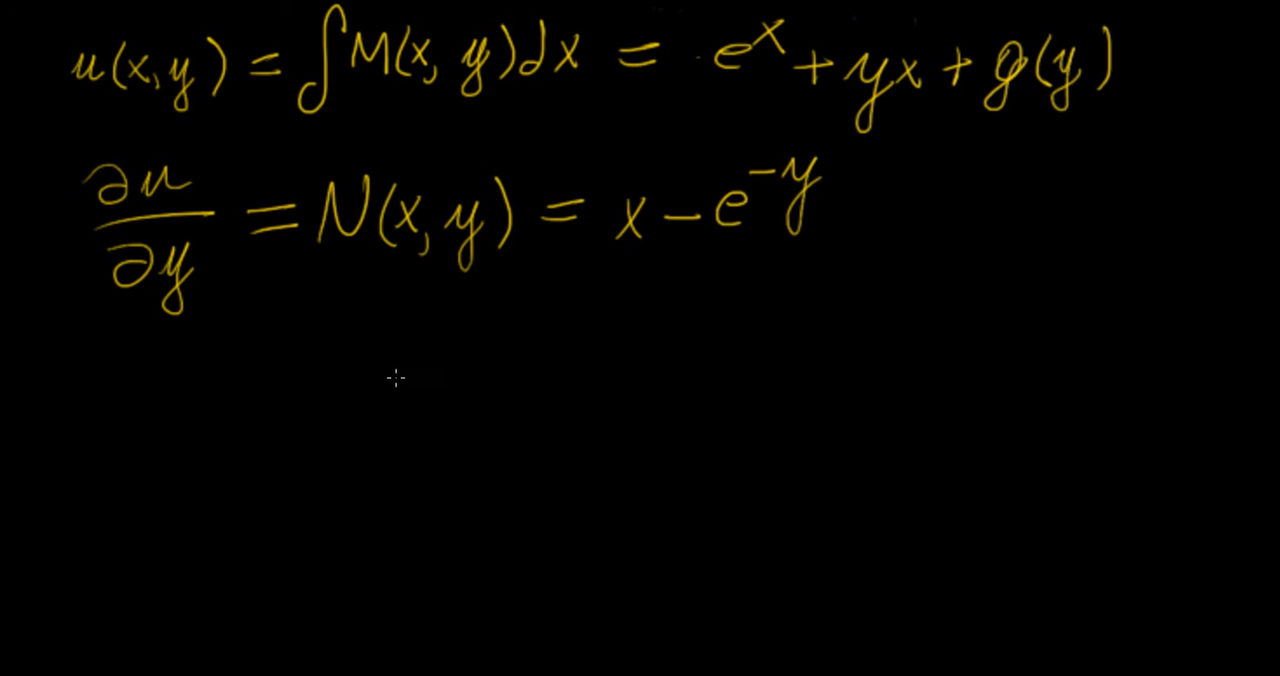 u(x,y) = ∫M(x,y)dx = e^x + yx + g(y)
∂u/∂y = N(x,y) = x - e^-y